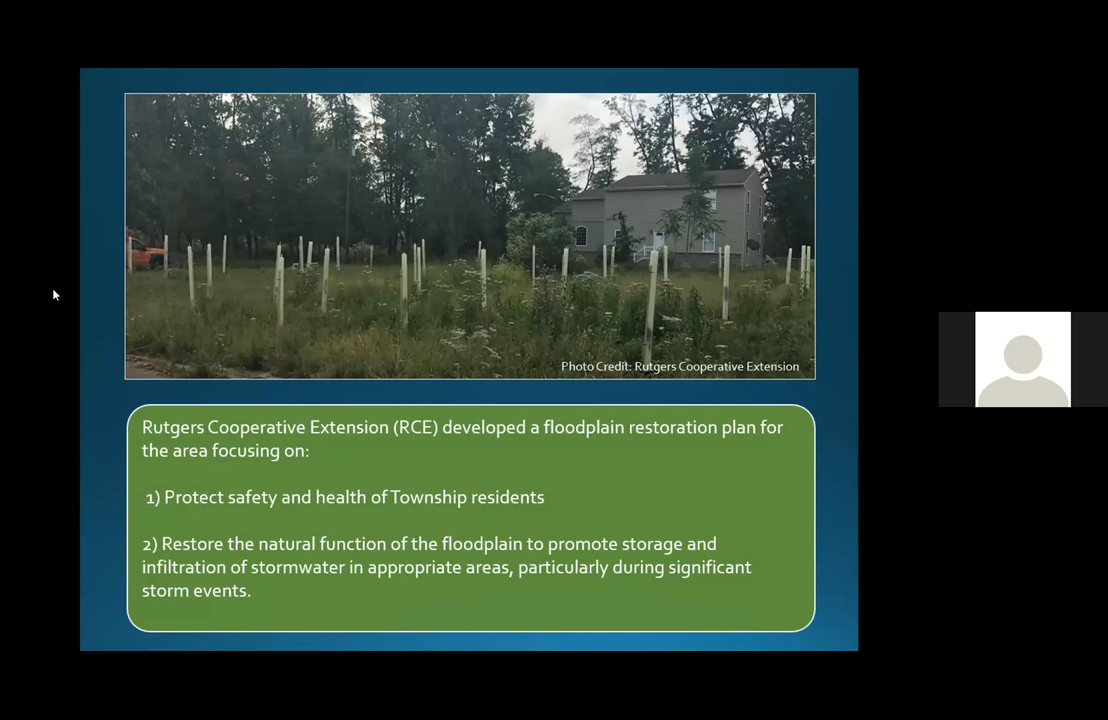 Photo Credit: Rutgers Cooperative Extension
Rutgers Cooperative Extension (RCE) developed a floodplain restoration plan for
the area focusing on:
1) Protect safety and health of Township residents
2) Restore the natural function of the floodplain to promote storage and
infiltration of stormwater in appropriate areas, particularly during significant
storm events.